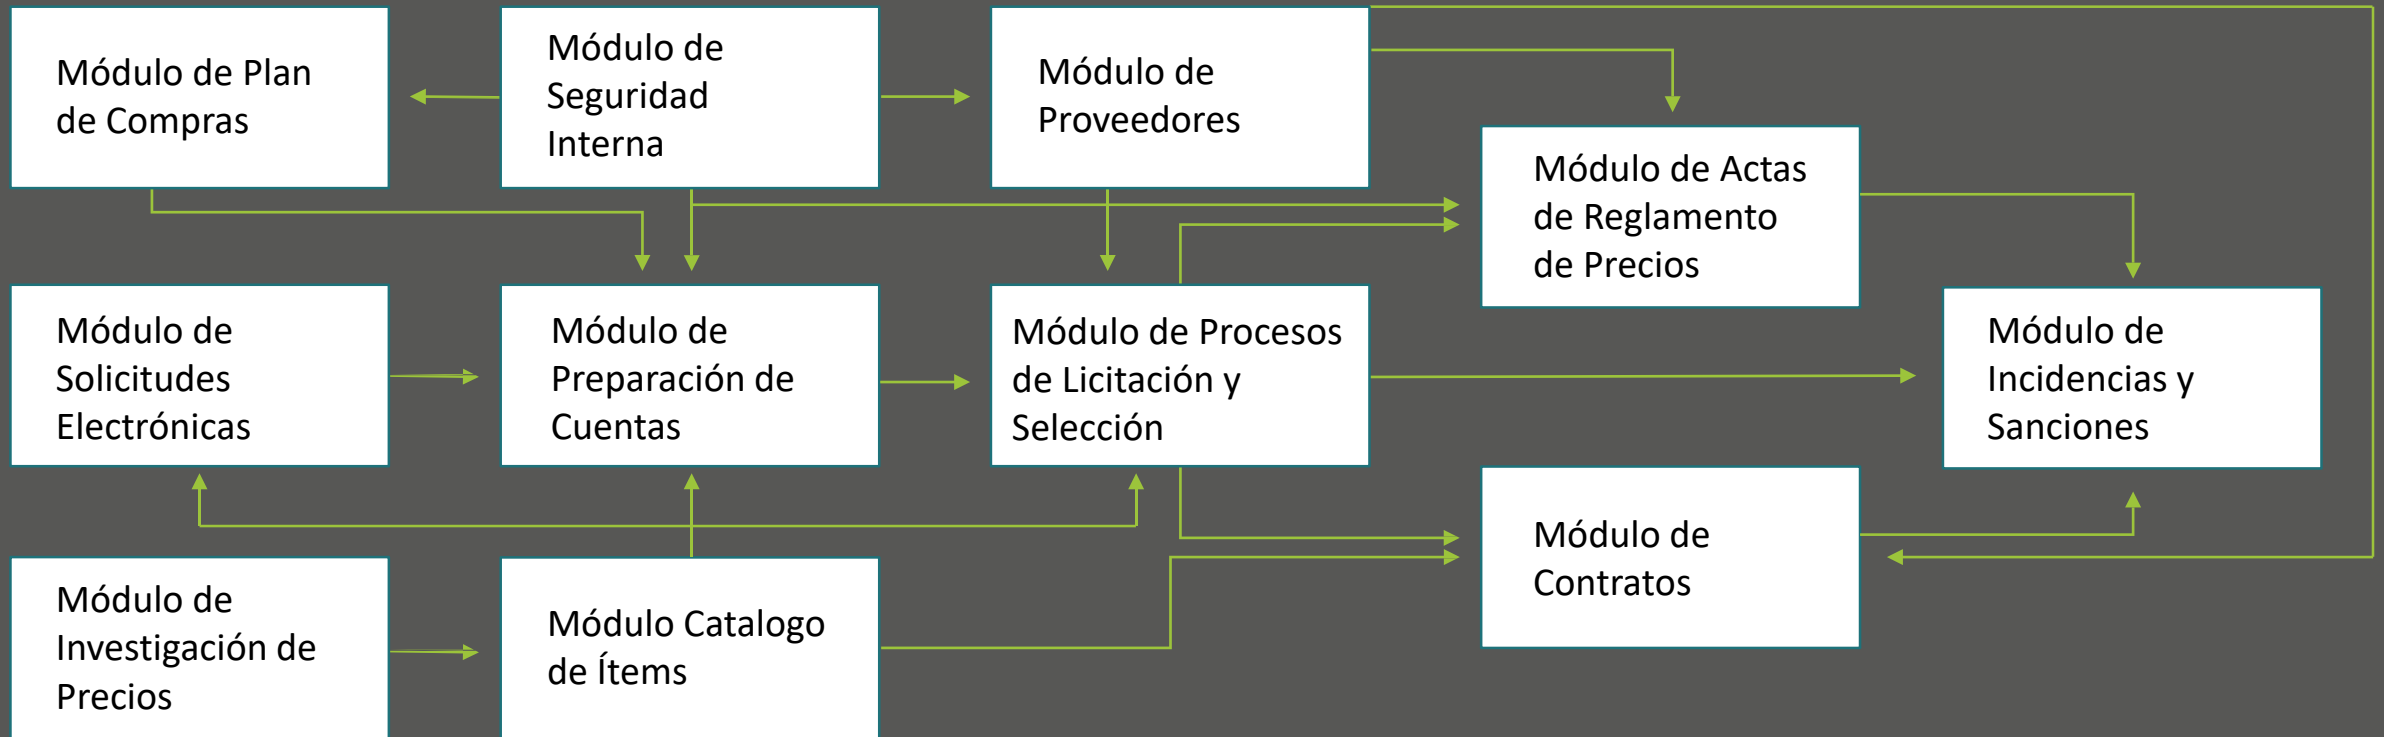 Módulo de Plan
de Compras
Módulo de
Seguridad
Interna
Módulo de
Proveedores
Módulo de Actas
de Reglamento
de Precios
Módulo de
Solicitudes
Electrónicas
Módulo de
Preparación de
Cuentas
Módulo de Procesos
de Licitación y
Selección
Módulo de
Incidencias y
Sanciones
Módulo de
Investigación de
Precios
Módulo Catalogo
de Ítems
Módulo de
Contratos